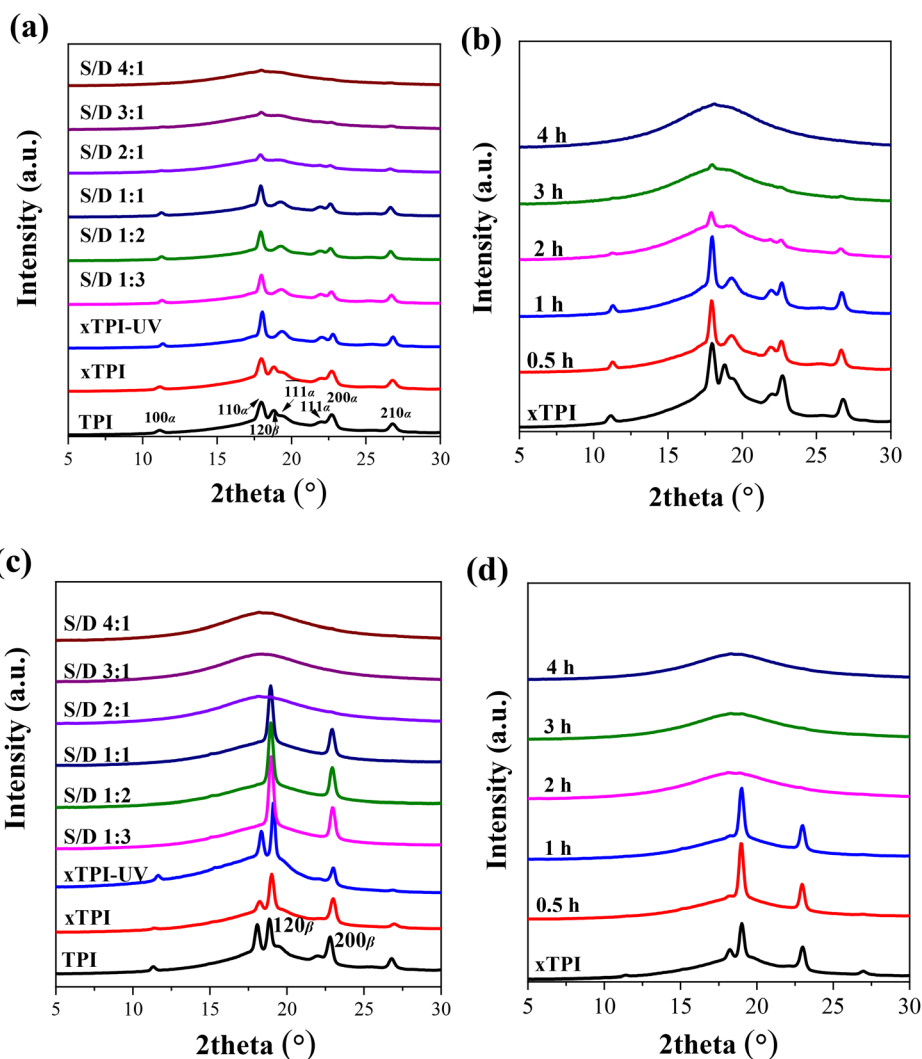 (a)
S/D 4:1
S/D 3:1
S/D 2:1
S/D 1:1
S/D 1:2
S/D 1:3
xTPI-UV
xTPI
TPI
100α
110α
120β
1̅11α
111α
200α
210α
5 10 15 20 25 30
2theta (°)
Intensity (a.u.)
(b)
4 h
3 h
2 h
1 h
0.5 h
xTPI
5 10 15 20 25 30
2theta (°)
Intensity (a.u.)
(c)
S/D 4:1
S/D 3:1
S/D 2:1
S/D 1:1
S/D 1:2
S/D 1:3
xTPI-UV
xTPI
TPI
120β
200β
5 10 15 20 25 30
2theta (°)
Intensity (a.u.)
(d)
4 h
3 h
2 h
1 h
0.5 h
xTPI
5 10 15 20 25 30
2theta (°)
Intensity (a.u.)